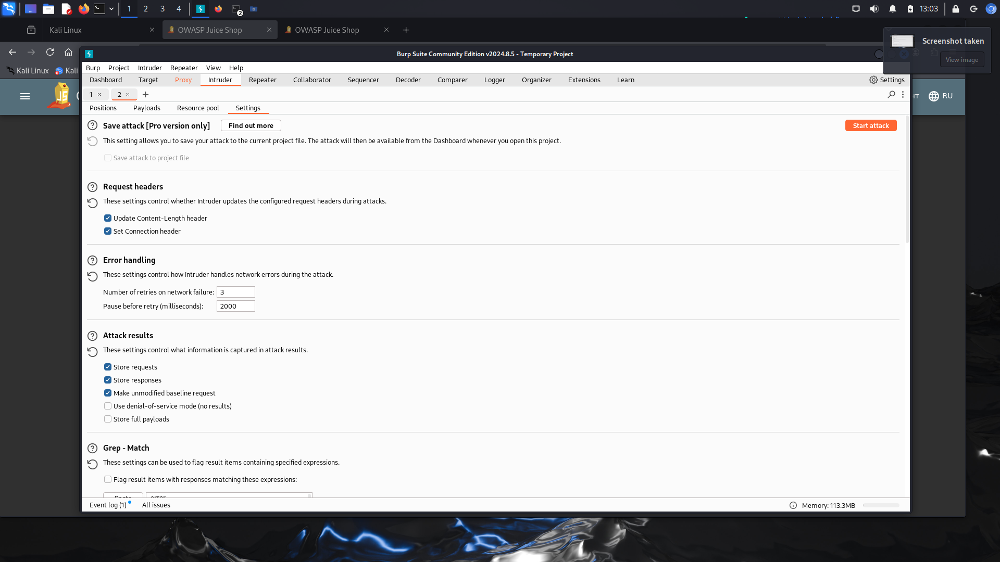 1 2 3 4 2 13:03
Kali Linux OWASP Juice Shop OWASP Juice Shop
Screenshot taken
View image
Burp Suite Community Edition v2024.8.5 - Temporary Project
Kali Linux Kali
Burp Project Intruder Repeater View Help
Dashboard Target Proxy Intruder Repeater Collaborator Sequencer Decoder Comparer Logger Organizer Extensions Learn Settings
1 2
JS RU
Positions Payloads Resource pool Settings
Save attack [Pro version only] Find out more Start attack
This setting allows you to save your attack to the current project file. The attack will then be available from the Dashboard whenever you open this project.
Save attack to project file
Request headers
These settings control whether Intruder updates the configured request headers during attacks.
Update Content-Length header
Set Connection header
Error handling
These settings control how Intruder handles network errors during the attack.
Number of retries on network failure: 3
Pause before retry (milliseconds): 2000
Attack results
These settings control what information is captured in attack results.
Store requests
Store responses
Make unmodified baseline request
Use denial-of-service mode (no results)
Store full payloads
Grep - Match
These settings can be used to flag result items containing specified expressions.
Flag result items with responses matching these expressions:
Paste error
Event log (1) All issues Memory: 113.3MB